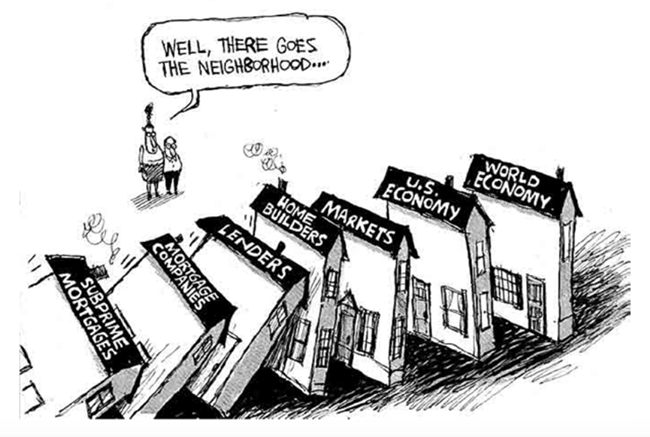 WELL, THERE GOES
THE NEIGHBORHOOD....
SUBPRIME
MORTGAGES
MORTGAGE
COMPANIES
LENDERS
HOME
BUILDERS
MARKETS
U.S.
ECONOMY
WORLD
ECONOMY